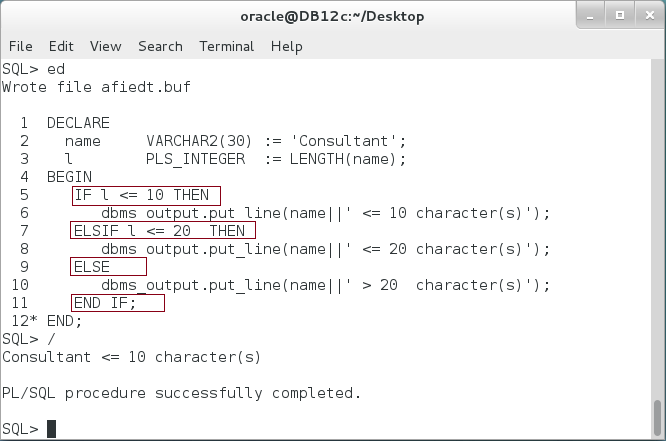 oracle@DB12c:~/Desktop
File Edit View Search Terminal Help
SQL> ed
Wrote file afiedt.buf
1 DECLARE
2 name VARCHAR2(30) := 'Consultant';
3 l PLS_INTEGER := LENGTH(name);
4 BEGIN
5 IF l <= 10 THEN
6 dbms_output.put_line(name||' <= 10 character(s)');
7 ELSIF l <= 20 THEN
8 dbms_output.put_line(name||' <= 20 character(s)');
9 ELSE
10 dbms_output.put_line(name||' > 20 character(s)');
11 END IF;
12* END;
SQL> /
Consultant <= 10 character(s)
PL/SQL procedure successfully completed.
SQL>